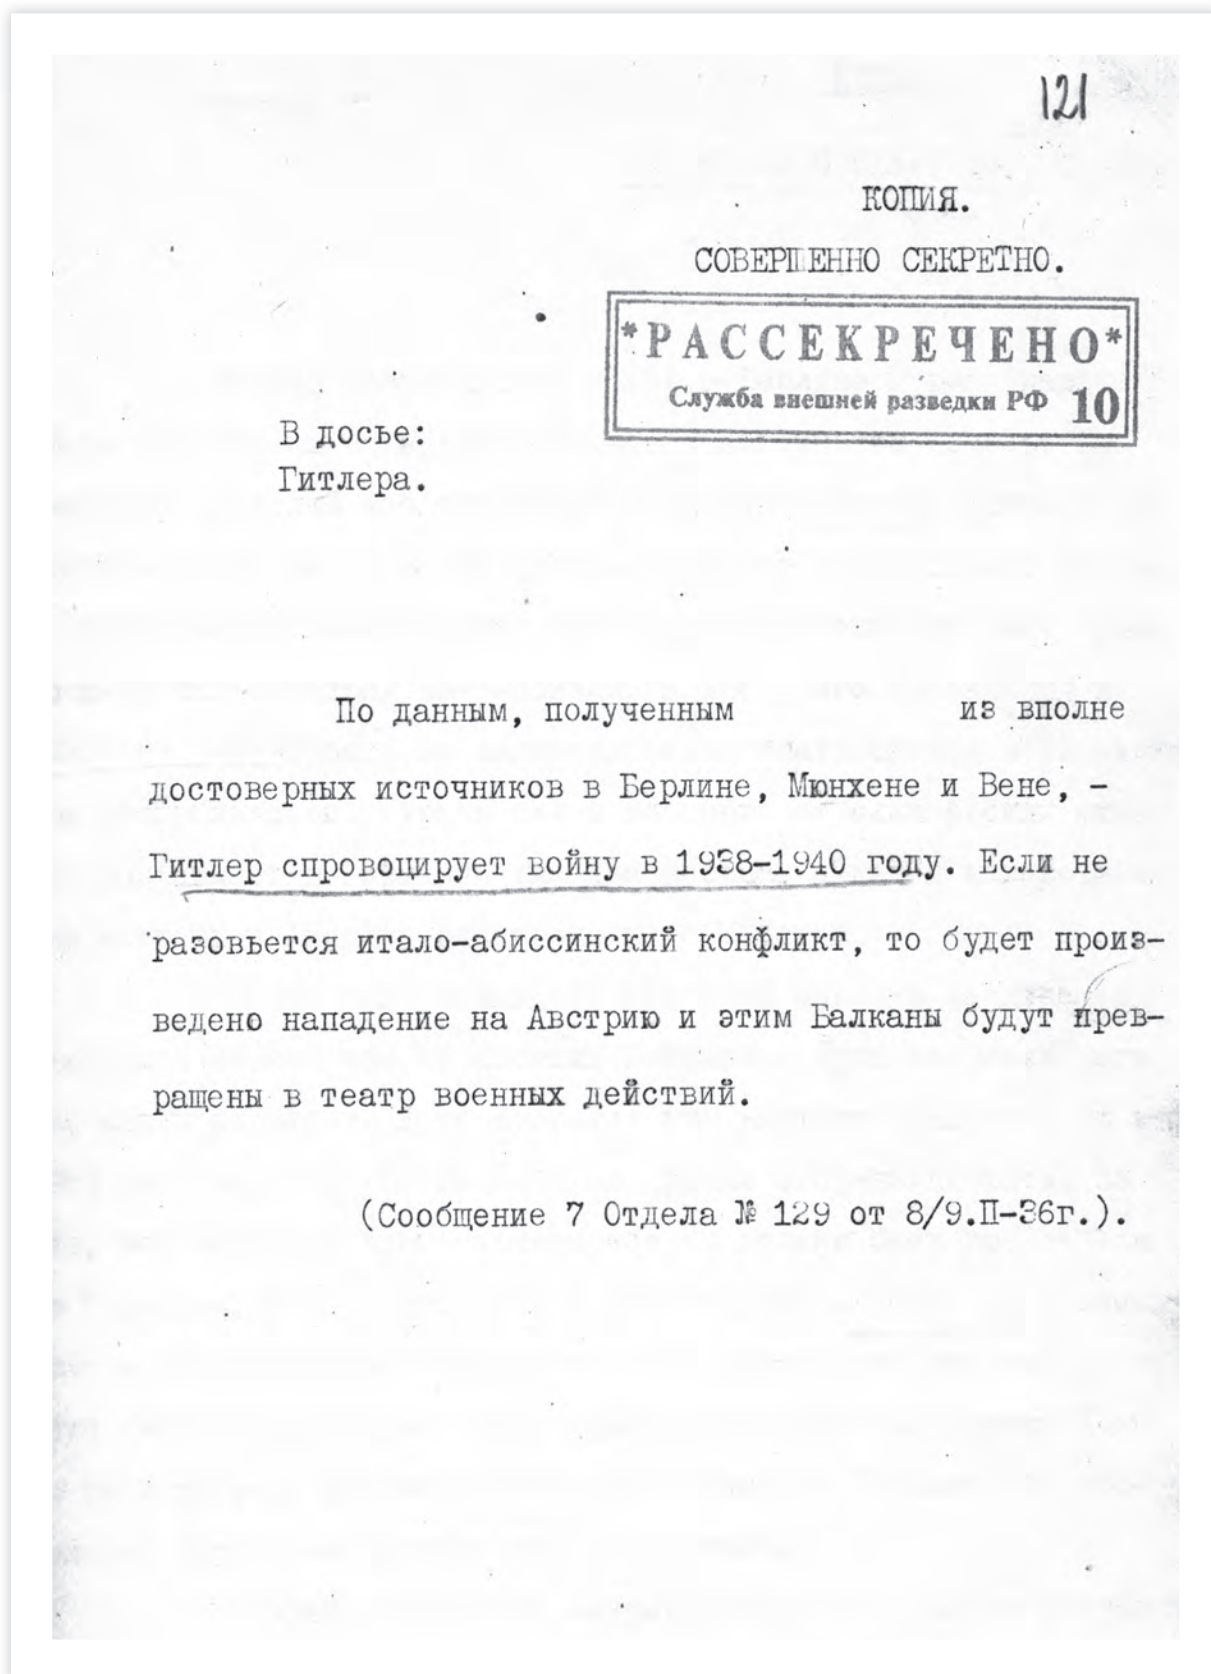 121
КОПИЯ.
СОВЕРШЕННО СЕКРЕТНО.
*РАССЕКРЕЧЕНО*
Служба внешней разведки РФ 10
В досье:
Гитлера.
По данным, полученным из вполне
достоверных источников в Берлине, Мюнхене и Вене, -
Гитлер спровоцирует войну в 1938-1940 году. Если не
разовьется итало-абиссинский конфликт, то будет произ-
ведено нападение на Австрию и этим Балканы будут прев-
ращены в театр военных действий.
(Сообщение 7 Отдела № 129 от 8/9.П-36г.).